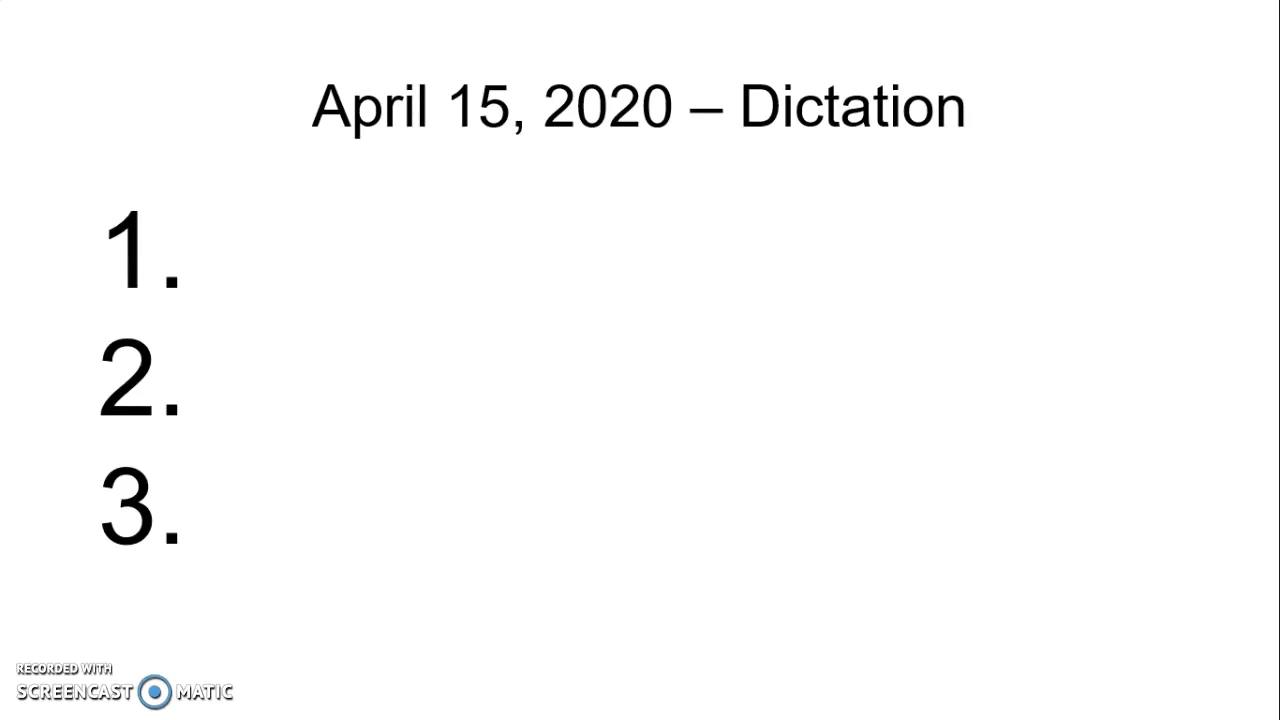 April 15, 2020 – Dictation
1.
2.
3.
RECORDED WITH
SCREENCAST MATIC